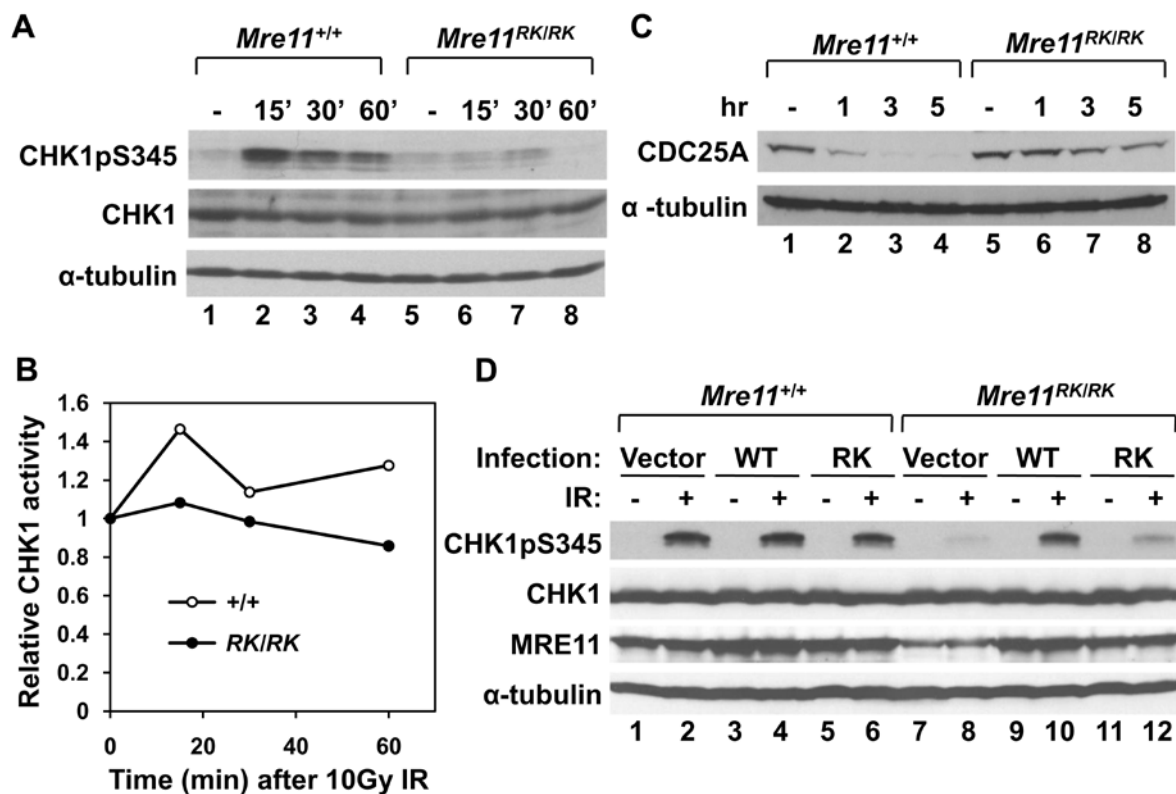 A
Mre11+/+ Mre11RK/RK
- 15’ 30’ 60’ - 15’ 30’ 60’
CHK1pS345
CHK1
α-tubulin
1 2 3 4 5 6 7 8
C
Mre11+/+ Mre11RK/RK
hr - 1 3 5 - 1 3 5
CDC25A
α -tubulin
1 2 3 4 5 6 7 8
B
Relative CHK1 activity
1.6
1.4
1.2
1
0.8
0.6
0.4
0.2
0
+/+
RK/RK
0 20 40 60
Time (min) after 10Gy IR
D
Mre11+/+ Mre11RK/RK
Infection: Vector WT RK Vector WT RK
IR: - + - + - + - + - + - +
CHK1pS345
CHK1
MRE11
α-tubulin
1 2 3 4 5 6 7 8 9 10 11 12